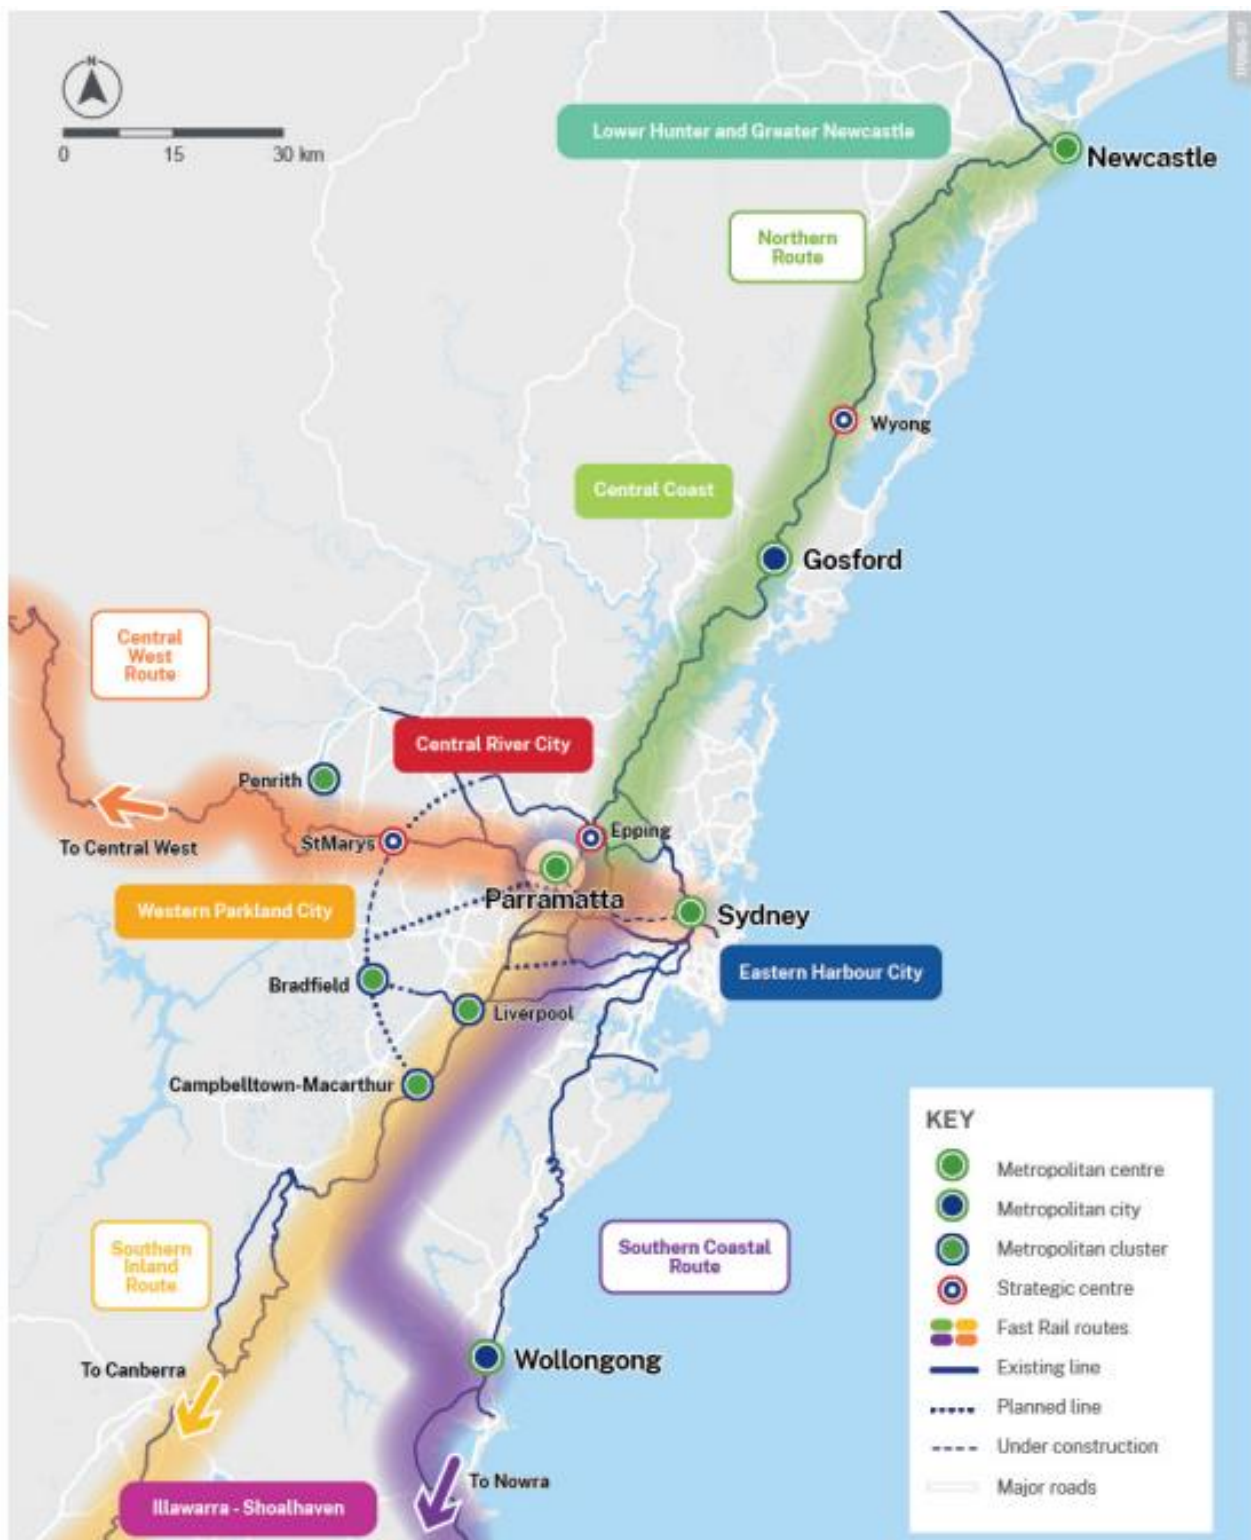 N
0 15 30 km
Lower Hunter and Greater Newcastle
Newcastle
Northern
Route
Wyong
Central Coast
Gosford
Central
West
Route
Central River City
Penrith
To Central West
StMarys
Epping
Parramatta
Western Parkland City
Sydney
Eastern Harbour City
Bradfield
Liverpool
Campbelltown-Macarthur
Southern
Inland
Route
Southern Coastal
Route
To Canberra
Wollongong
To Nowra
Illawarra - Shoalhaven
KEY
Metropolitan centre
Metropolitan city
Metropolitan cluster
Strategic centre
Fast Rail routes
Existing line
Planned line
Under construction
Major roads